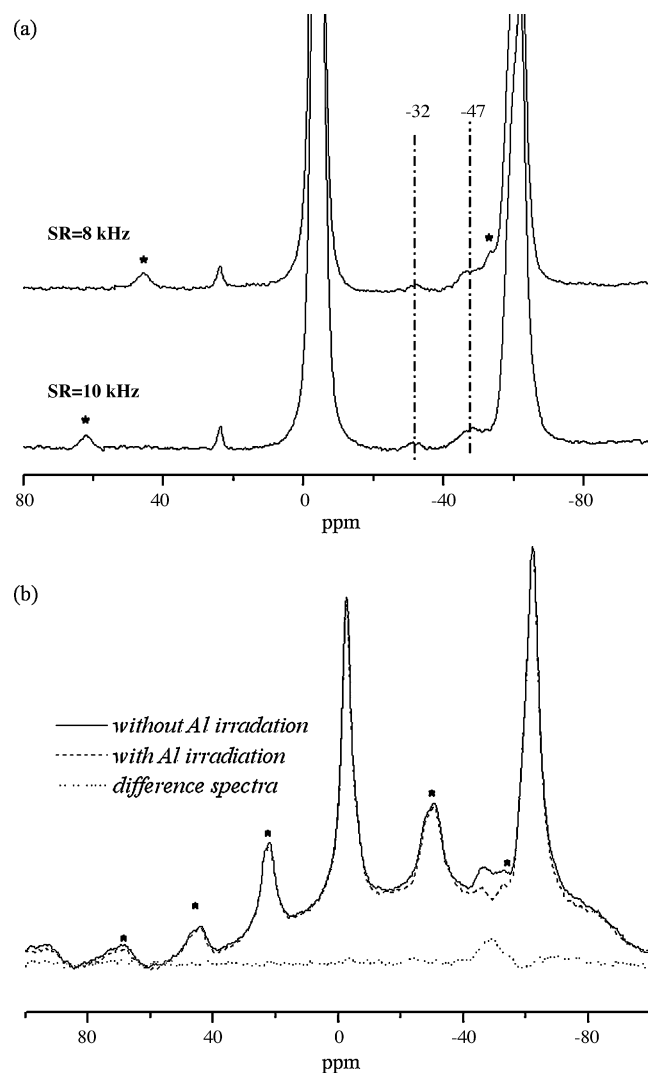 (a)
-32 -47
SR=8 kHz
*
*
SR=10 kHz
*
80 40 0 -40 -80
ppm
(b)
without Al irradation
with Al irradiation
difference spectra
* * * * *
80 40 0 -40 -80
ppm